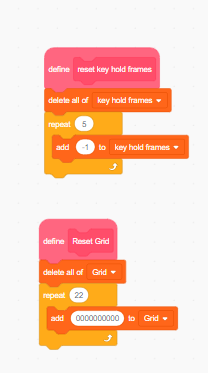 define reset key hold frames
delete all of key hold frames
repeat 5
add -1 to key hold frames
define Reset Grid
delete all of Grid
repeat 22
add 0000000000 to Grid